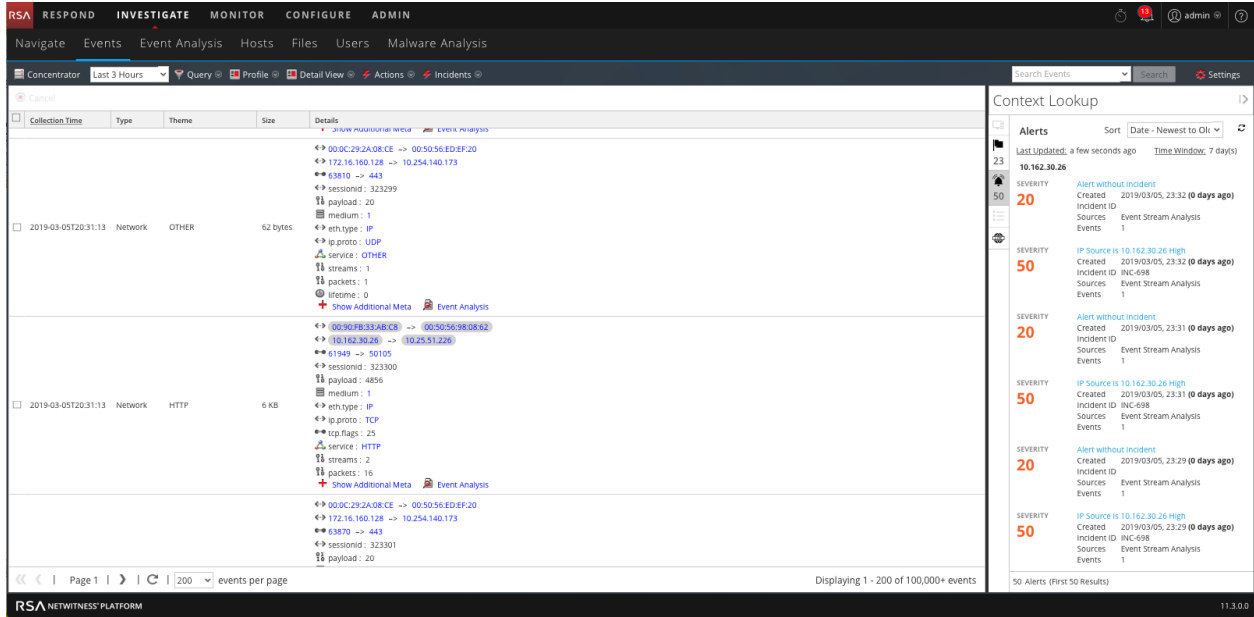 RSA RESPOND INVESTIGATE MONITOR CONFIGURE ADMIN 13 admin
Navigate Events Event Analysis Hosts Files Users Malware Analysis
Concentrator Last 3 Hours Query Profile Detail View Actions Incidents Search Events Search Settings
Cancel
Collection Time Type Theme Size Details
Show Additional Meta Event Analysis
00:0C:29:2A:08:CE -> 00:50:56:ED:EF:20
172.16.160.128 -> 10.254.140.173
63810 -> 443
sessionid : 323299
payload : 20
medium : 1
2019-03-05T20:31:13 Network OTHER 62 bytes eth.type : IP
ip.proto : UDP
service : OTHER
streams : 1
packets : 1
lifetime : 0
Show Additional Meta Event Analysis
00:90:FB:33:AB:C8 -> 00:50:56:98:08:62
10.162.30.26 -> 10.25.51.226
61949 -> 50105
sessionid : 323300
payload : 4856
medium : 1
2019-03-05T20:31:13 Network HTTP 6 KB eth.type : IP
ip.proto : TCP
tcp.flags : 25
service : HTTP
streams : 2
packets : 16
Show Additional Meta Event Analysis
00:0C:29:2A:08:CE -> 00:50:56:ED:EF:20
172.16.160.128 -> 10.254.140.173
63870 -> 443
sessionid : 323301
payload : 20
Page 1 | 200 events per page Displaying 1 - 200 of 100,000+ events
Context Lookup
23
50
Alerts Sort Date - Newest to Olc
Last Updated: a few seconds ago Time Window: 7 day(s)
10.162.30.26
SEVERITY Alert without Incident
20 Created 2019/03/05, 23:32 (0 days ago)
Incident ID
Sources Event Stream Analysis
Events 1
SEVERITY IP Source is 10.162.30.26 High
50 Created 2019/03/05, 23:32 (0 days ago)
Incident ID INC-698
Sources Event Stream Analysis
Events 1
SEVERITY Alert without Incident
20 Created 2019/03/05, 23:31 (0 days ago)
Incident ID
Sources Event Stream Analysis
Events 1
SEVERITY IP Source is 10.162.30.26 High
50 Created 2019/03/05, 23:31 (0 days ago)
Incident ID INC-698
Sources Event Stream Analysis
Events 1
SEVERITY Alert without Incident
20 Created 2019/03/05, 23:29 (0 days ago)
Incident ID
Sources Event Stream Analysis
Events 1
SEVERITY IP Source is 10.162.30.26 High
50 Created 2019/03/05, 23:29 (0 days ago)
Incident ID INC-698
Sources Event Stream Analysis
Events 1
50 Alerts (First 50 Results)
RSA NETWITNESS PLATFORM 11.3.0.0